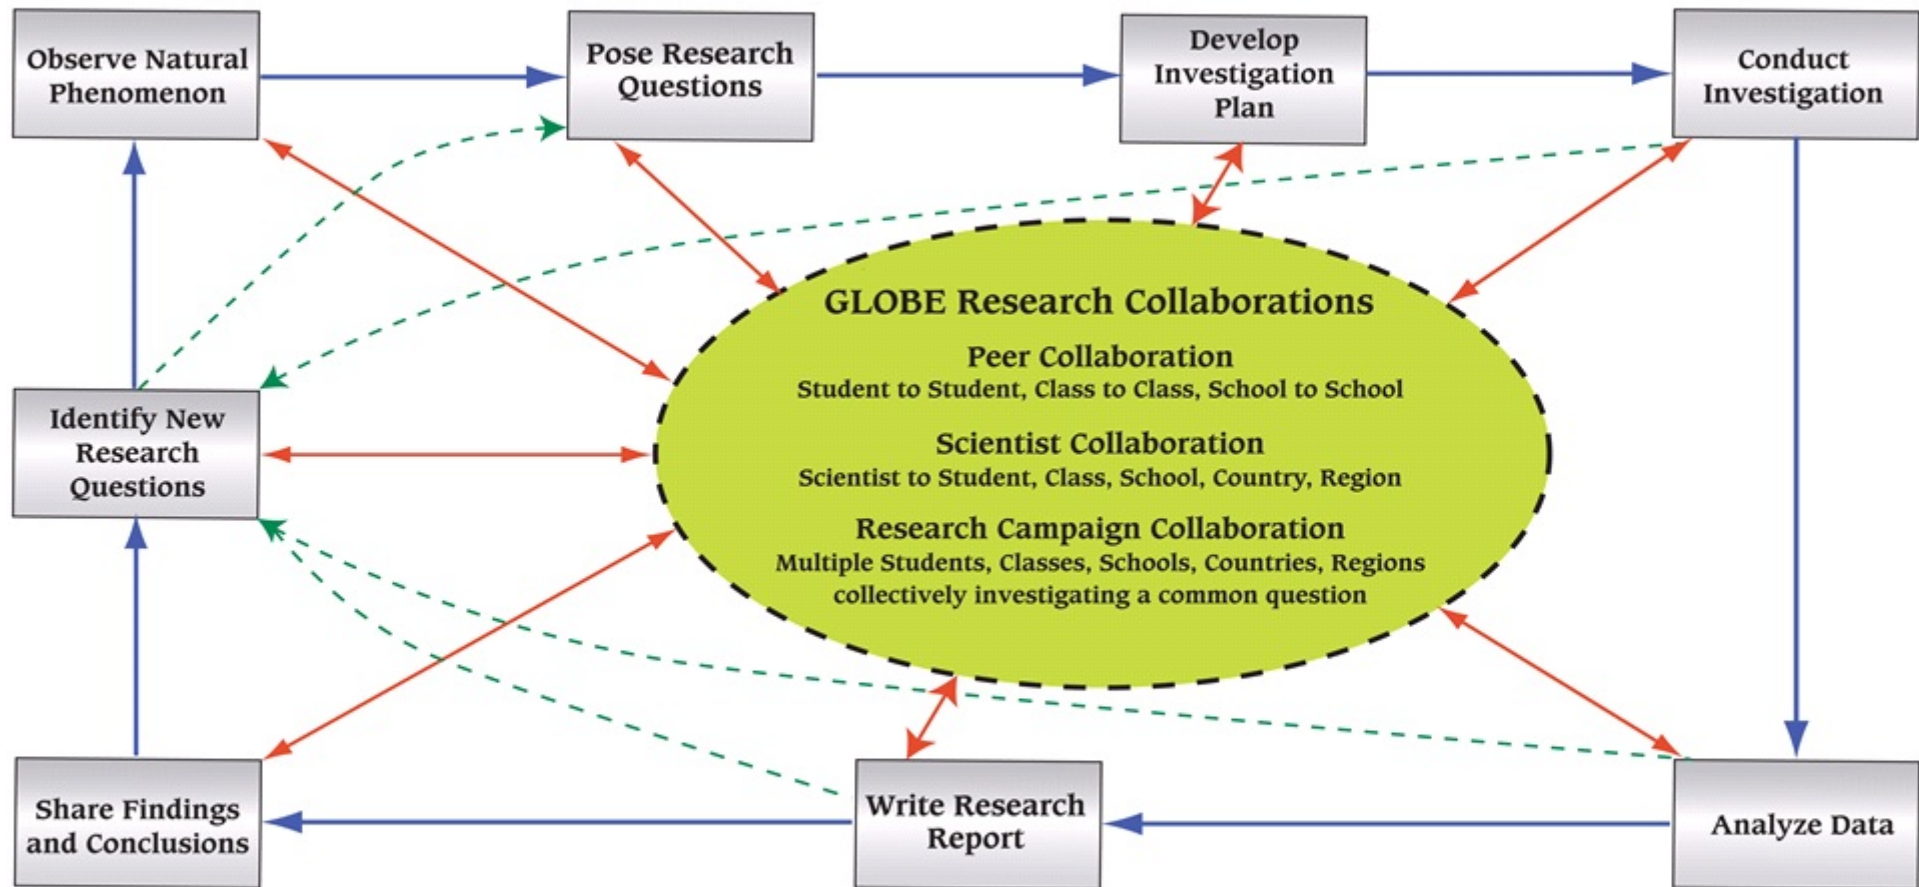 Observe Natural
Phenomenon
Pose Research
Questions
Develop
Investigation
Plan
Conduct
Investigation
GLOBE Research Collaborations
Peer Collaboration
Student to Student, Class to Class, School to School
Scientist Collaboration
Scientist to Student, Class, School, Country, Region
Research Campaign Collaboration
Multiple Students, Classes, Schools, Countries, Regions
collectively investigating a common question
Identify New
Research
Questions
Share Findings
and Conclusions
Write Research
Report
Analyze Data